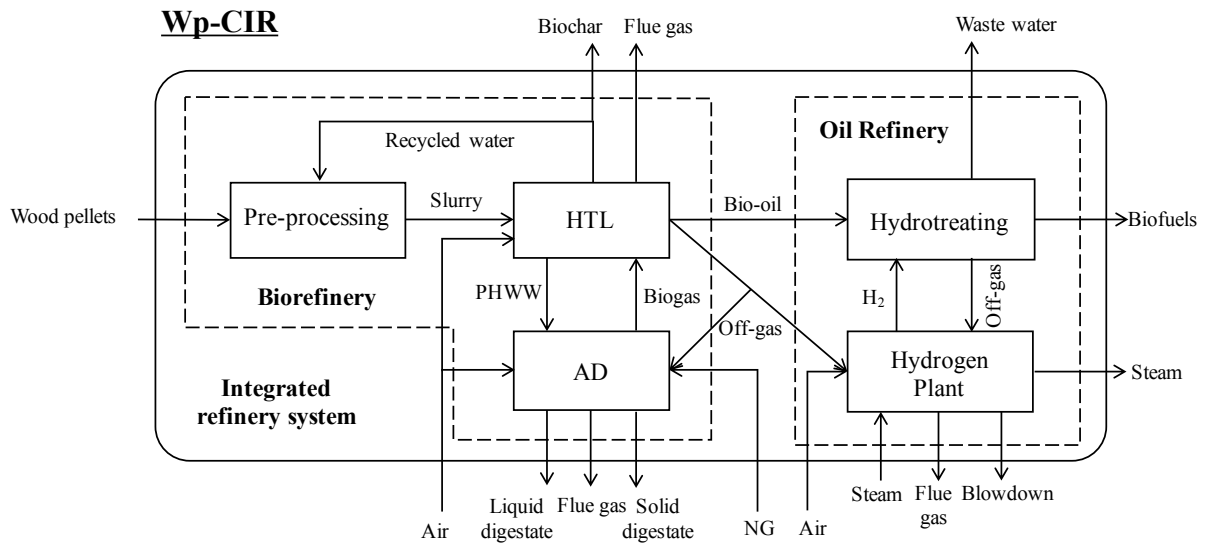 Wp-CIR
Biochar
Flue gas
Waste water
Recycled water
Oil Refinery
Wood pellets
Pre-processing
Slurry
HTL
Bio-oil
Hydrotreating
Biofuels
Biorefinery
PHWW
Biogas
Off-gas
H2
Off-gas
Integrated
refinery system
AD
Hydrogen
Plant
Steam
Air
Liquid
digestate
Flue gas
Solid
digestate
NG
Air
Steam
Flue
gas
Blowdown